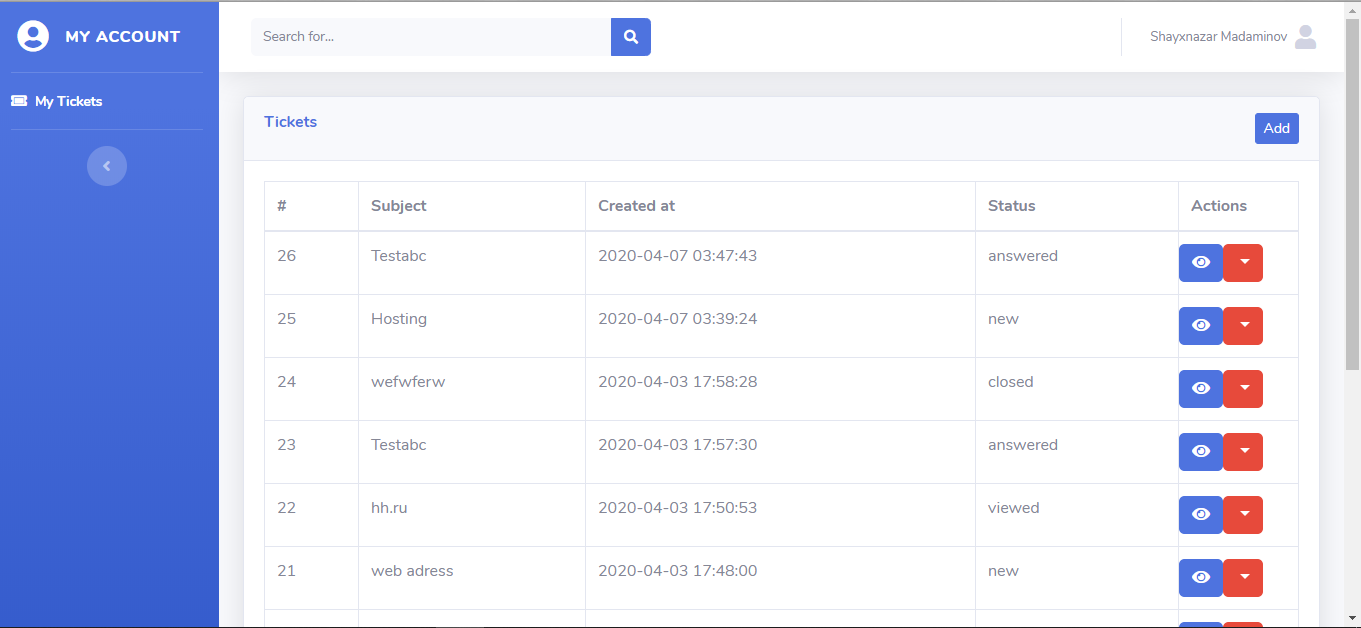 MY ACCOUNT
Search for...
Shayxnazar Madaminov
My Tickets
Tickets
Add
# Subject Created at Status Actions
26 Testabc 2020-04-07 03:47:43 answered
25 Hosting 2020-04-07 03:39:24 new
24 wefwferw 2020-04-03 17:58:28 closed
23 Testabc 2020-04-03 17:57:30 answered
22 hh.ru 2020-04-03 17:50:53 viewed
21 web adress 2020-04-03 17:48:00 new